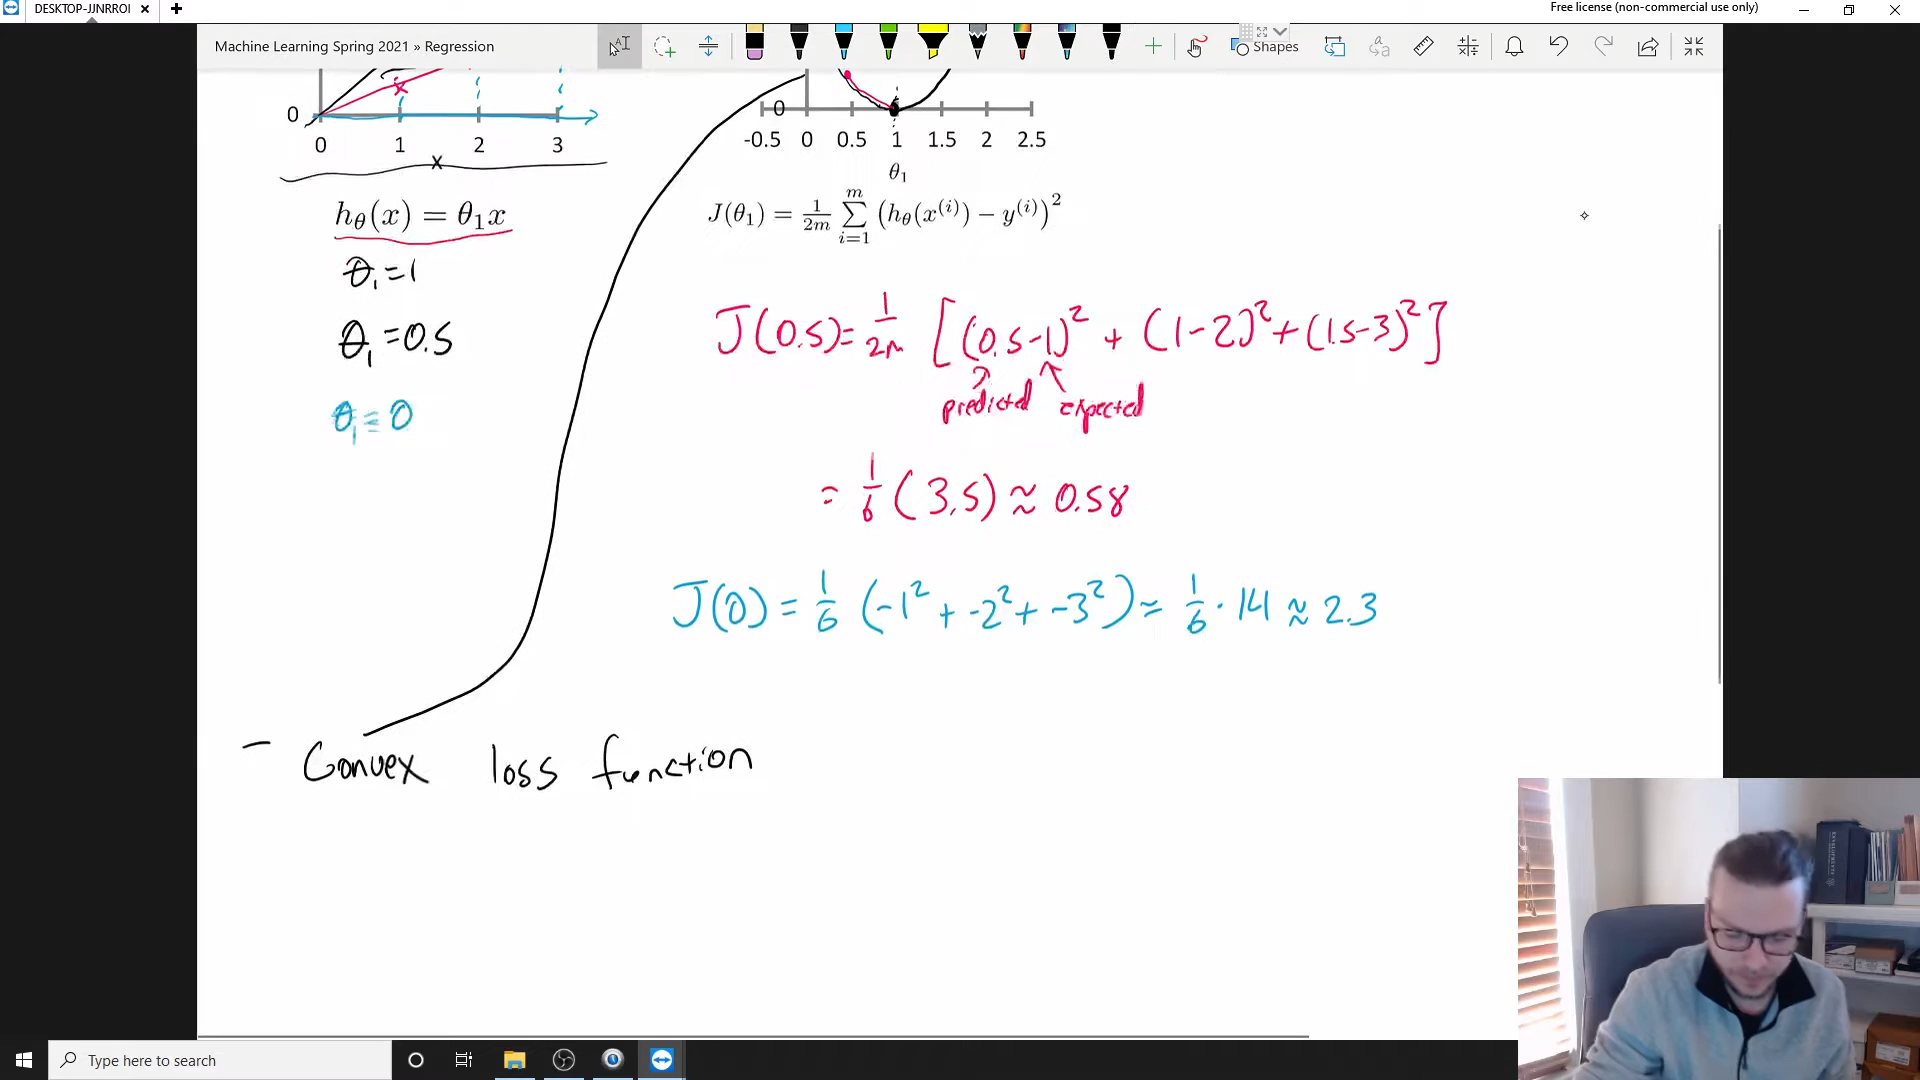 DESKTOP-JJNRROI
Free license (non-commercial use only)
Machine Learning Spring 2021 » Regression
Shapes
0
0 1 2 3
x
0
-0.5 0 0.5 1 1.5 2 2.5
θ₁
h_θ(x) = θ₁x
J(θ₁) = 1/2m ∑_{i=1}^{m} (h_θ(x^(i)) − y^(i))²
θ₁ = 1
θ₁ = 0.5
θ₁ = 0
J(0.5) = 1/2m [(0.5-1)² + (1-2)² + (1.5-3)²]
predicted expected
= 1/6 (3.5) ≈ 0.58
J(0) = 1/6 (-1² + -2² + -3²) ≈ 1/6 · 14 ≈ 2.3
- Convex loss function
Type here to search